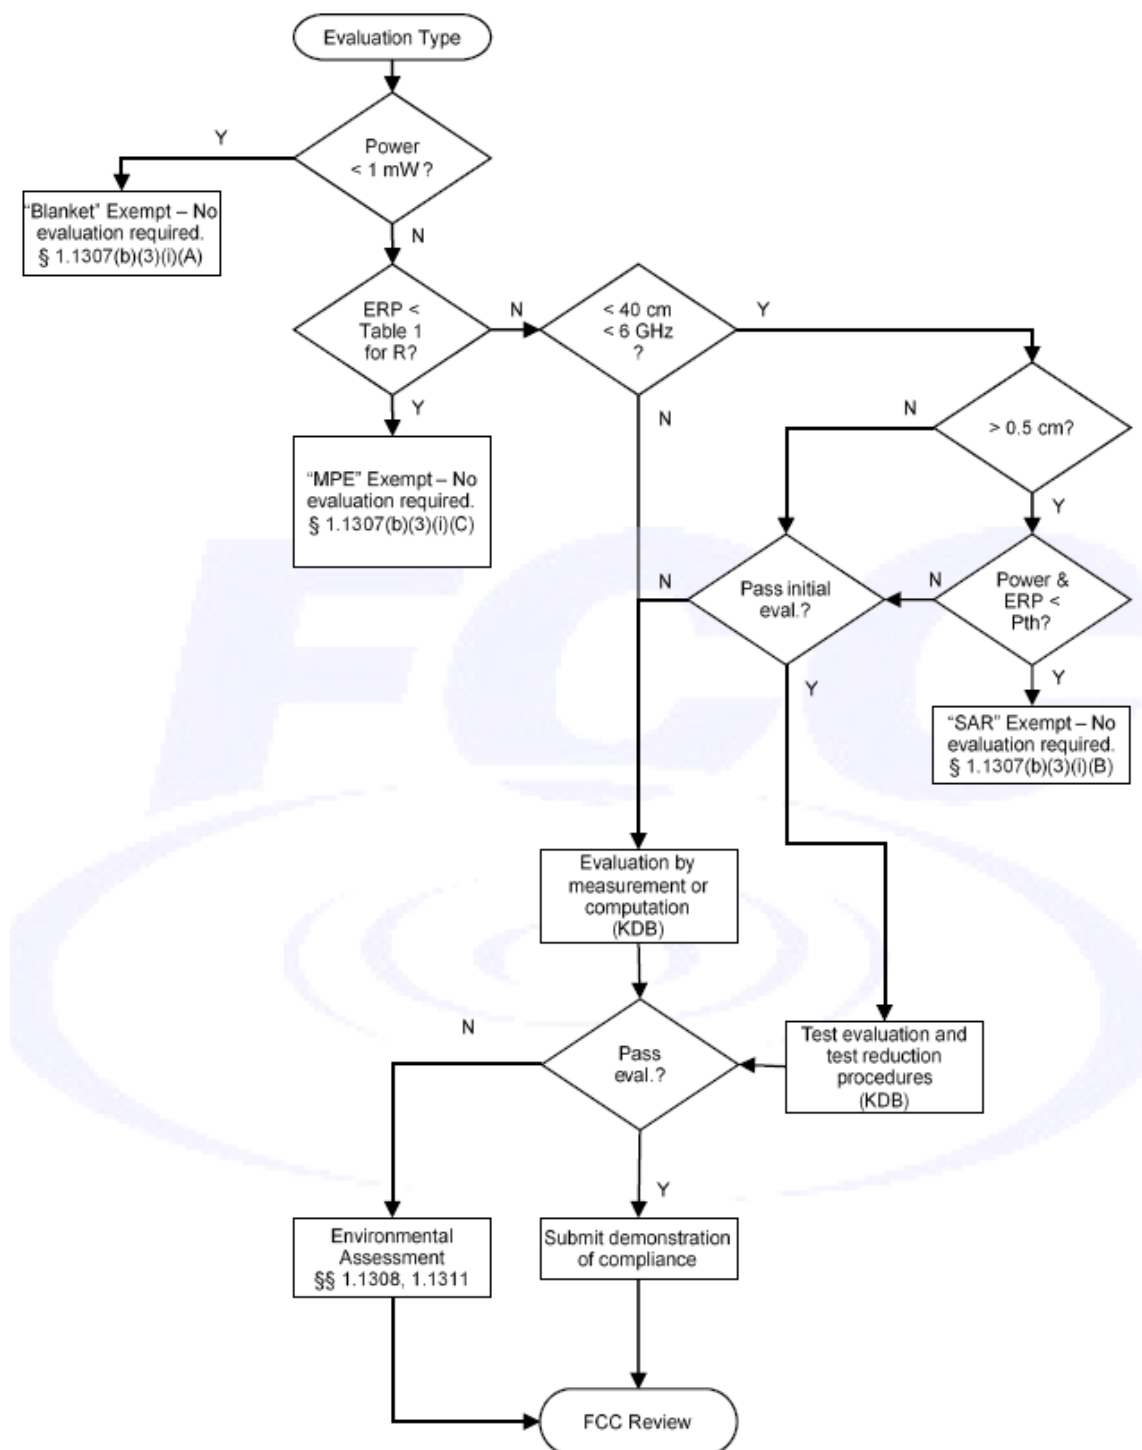 Evaluation Type
Power
< 1 mW?
Y
"Blanket" Exempt – No
evaluation required.
§ 1.1307(b)(3)(i)(A)
N
ERP <
Table 1
for R?
N
< 40 cm
< 6 GHz
?
Y
Y
N
N
> 0.5 cm?
"MPE" Exempt – No
evaluation required.
§ 1.1307(b)(3)(i)(C)
Y
N
Pass initial
eval.?
N
Power &
ERP <
Pth?
Y
Y
"SAR" Exempt – No
evaluation required.
§ 1.1307(b)(3)(i)(B)
Evaluation by
measurement or
computation
(KDB)
N
Pass
eval.?
Test evaluation and
test reduction
procedures
(KDB)
Y
Environmental
Assessment
§§ 1.1308, 1.1311
Submit demonstration
of compliance
FCC Review
FCC